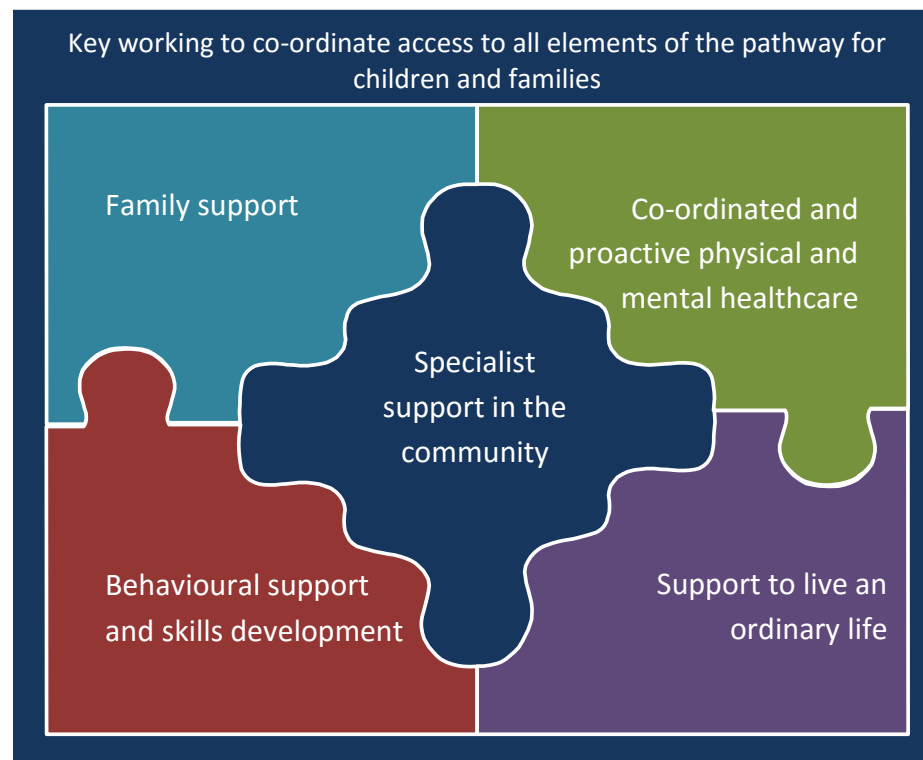 Key working to co-ordinate access to all elements of the pathway for
children and families
Family support
Co-ordinated and
proactive physical and
mental healthcare
Specialist
support in the
community
Behavioural support
and skills development
Support to live an
ordinary life